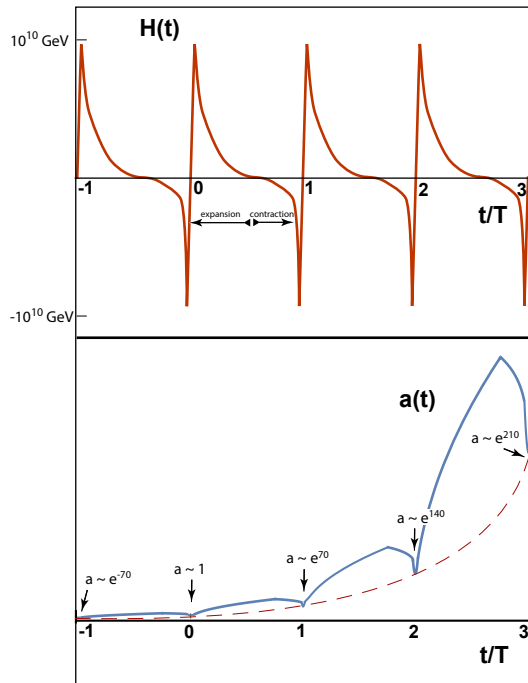 H(t)
10^10 GeV
-1 0 1 2 3
expansion contraction
t/T
-10^10 GeV
a(t)
a ~ e^210
a ~ e^140
a ~ e^70
a ~ e^-70 a ~ 1
-1 0 1 2 3
t/T